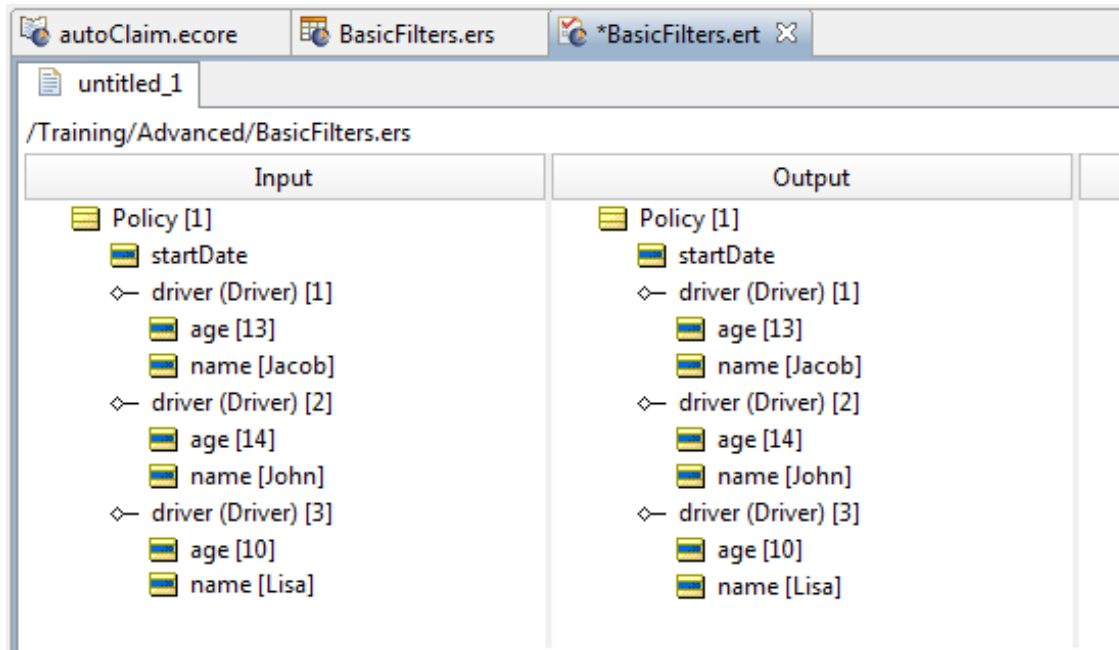 autoClaim.ecore BasicFilters.ers *BasicFilters.ert
untitled_1
/Training/Advanced/BasicFilters.ers
Input Output
Policy [1] Policy [1]
startDate startDate
driver (Driver) [1] driver (Driver) [1]
age [13] age [13]
name [Jacob] name [Jacob]
driver (Driver) [2] driver (Driver) [2]
age [14] age [14]
name [John] name [John]
driver (Driver) [3] driver (Driver) [3]
age [10] age [10]
name [Lisa] name [Lisa]